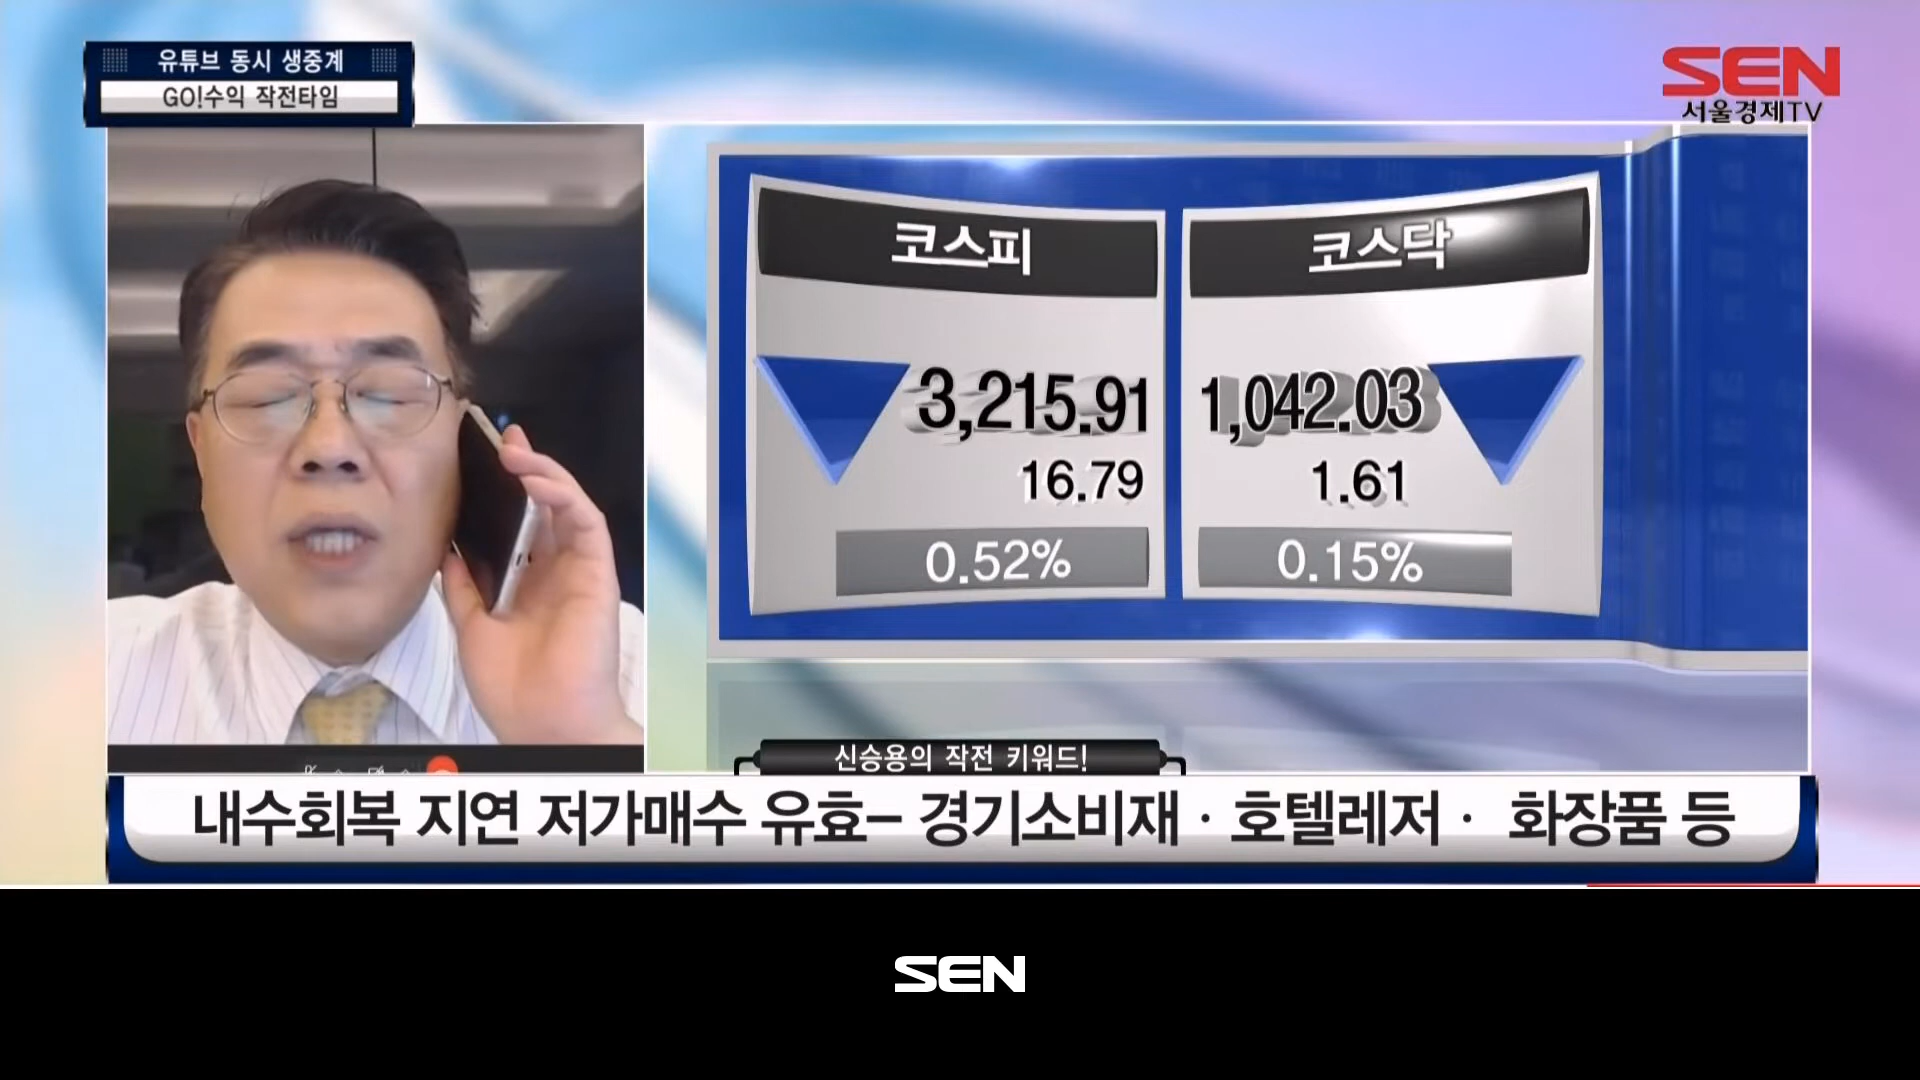 유튜브 동시 생중계
GO!수익 작전타임
SEN
서울경제TV
코스피
코스닥
3,215.91
1,042.03
16.79
1.61
0.52%
0.15%
신승용의 작전 키워드!
내수회복 지연 저가매수 유효- 경기소비재 · 호텔레저 · 화장품 등
SEN